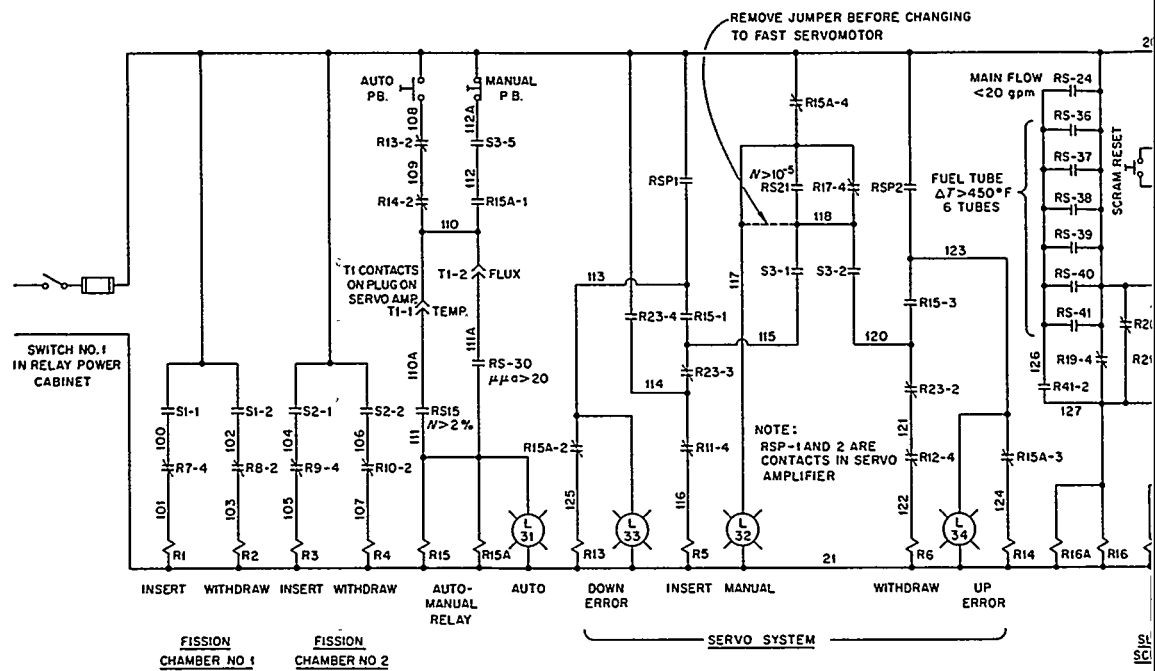 REMOVE JUMPER BEFORE CHANGING
TO FAST SERVOMOTOR
AUTO
P.B.
MANUAL
P.B.
108
112A
R13-2
S3-5
109
112
R14-2
R15A-1
110
T1 CONTACTS
ON PLUG ON
SERVO AMP.
T1-2
FLUX
T1-1
TEMP.
110A
111A
RS-30
μμa>20
RS15
N>2%
111
SWITCH NO.1
IN RELAY POWER
CABINET
S1-1
S1-2
S2-1
S2-2
100
102
104
106
R7-4
R8-2
R9-4
R10-2
101
103
105
107
R1
R2
R3
R4
R15
R15A
L
31
INSERT
WITHDRAW
INSERT
WITHDRAW
AUTO-
MANUAL
RELAY
AUTO
FISSION
CHAMBER NO 1
FISSION
CHAMBER NO 2
RSP1
113
R23-4
R15-1
115
R23-3
114
R15A-2
R11-4
125
116
L
33
R13
R5
DOWN
ERROR
INSERT
R15A-4
N>10-5
RS21
R17-4
118
117
S3-1
S3-2
120
NOTE:
RSP-1 AND 2 ARE
CONTACTS IN SERVO
AMPLIFIER
L
32
MANUAL
21
RSP2
123
R15-3
R23-2
121
R12-4
R15A-3
122
124
L
34
R6
R14
WITHDRAW
UP
ERROR
SERVO SYSTEM
20
MAIN FLOW
<20 gpm
RS-24
RS-36
RS-37
RS-38
RS-39
RS-40
RS-41
FUEL TUBE
ΔT>450°F
6 TUBES
SCRAM RESET
R19-4
126
R41-2
127
R16A
R16